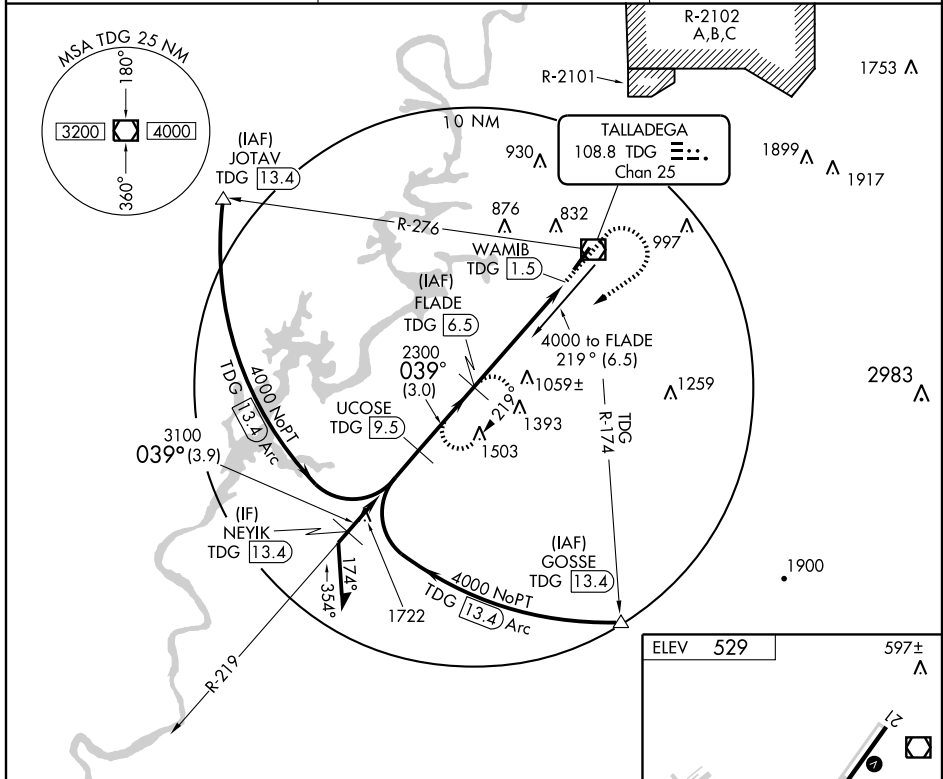 MSA TDG 25 NM
180°
3200
4000
360°
R-2102
A,B,C
R-2101
1753
10 NM
TALLADEGA
108.8 TDG
Chan 25
(IAF)
JOTAV
TDG 13.4
930
1899
1917
R-276
876
832
997
WAMIB
TDG 1.5
(IAF)
FLADE
TDG 6.5
4000 to FLADE
219° (6.5)
2300
039°
(3.0)
1059±
1259
2983
219°
1393
TDG
R-174
UCOSE
TDG 9.5
1503
4000 NoPT
TDG 13.4 Arc
3100
039° (3.9)
(IF)
NEYIK
TDG 13.4
174°
354°
1722
(IAF)
GOSSE
TDG 13.4
4000 NoPT
TDG 13.4 Arc
1900
R-219
ELEV 529
597±
21
V